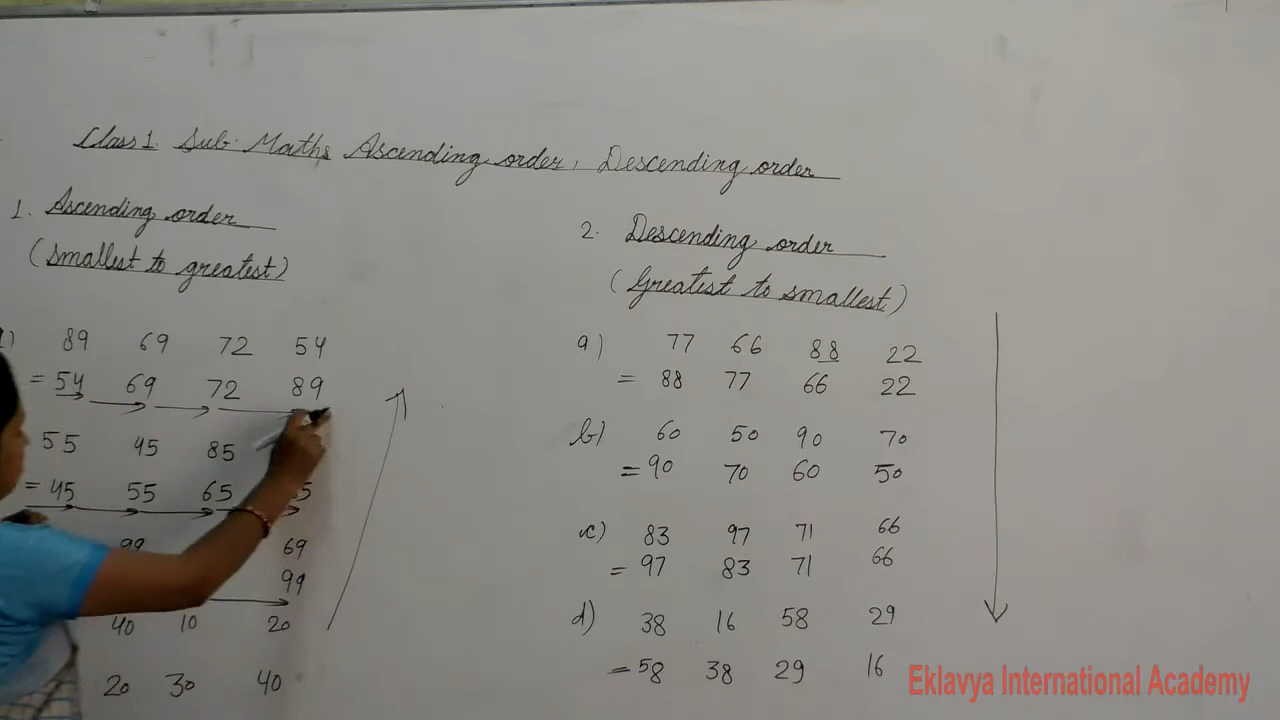 Class 1. Sub. Maths Ascending order, Descending order
1. Ascending order
(Smallest to greatest)
89 69 72 54
= 54 69 72 89
55 45 85
= 45 55 65
99 69
99
40 10 20
20 30 40
2. Descending order
(Greatest to smallest)
a) 77 66 88 22
= 88 77 66 22
b) 60 50 90 70
= 90 70 60 50
c) 83 97 71 66
= 97 83 71 66
d) 38 16 58 29
= 58 38 29 16
Eklavya International Academy